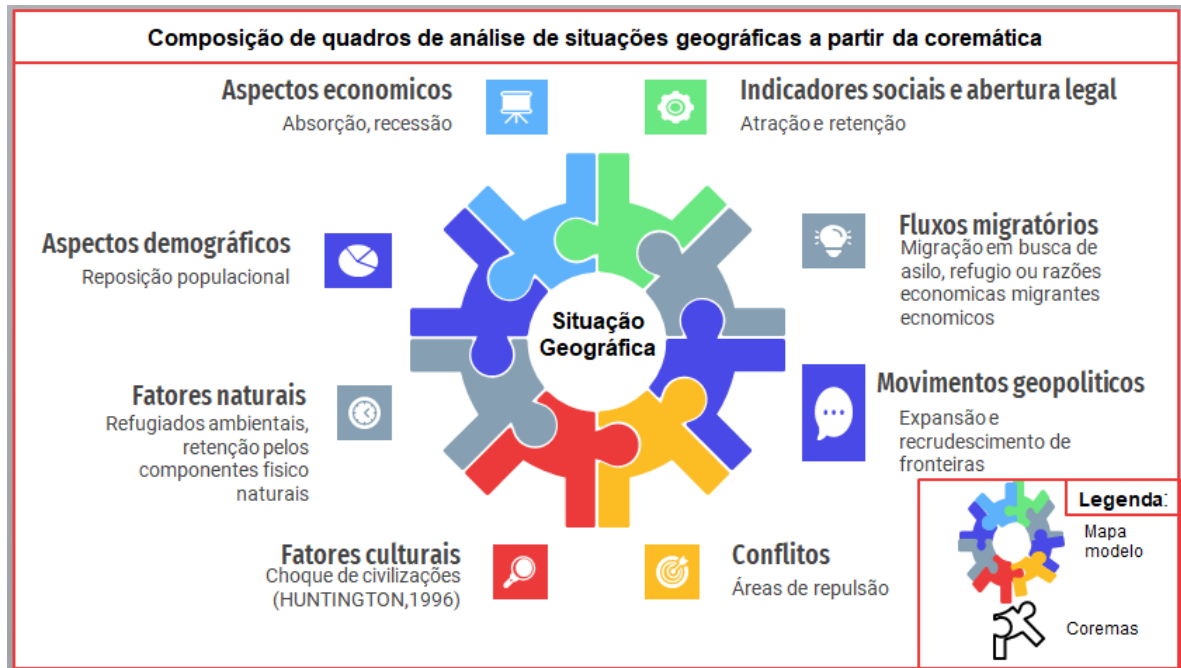 Composição de quadros de análise de situações geográficas a partir da coremática
Aspectos economicos
Absorção, recessão
Indicadores sociais e abertura legal
Atração e retenção
Aspectos demográficos
Reposição populacional
Fluxos migratórios
Migração em busca de
asilo, refugio ou razões
economicas migrantes
ecnomicos
Situação
Geográfica
Fatores naturais
Refugiados ambientais,
retenção pelos
componentes fisico
naturais
Movimentos geopoliticos
Expansão e
recrudescimento de
fronteiras
Fatores culturais
Choque de civilizações
(HUNTINGTON,1996)
Conflitos
Áreas de repulsão
Legenda:
Mapa
modelo
Coremas